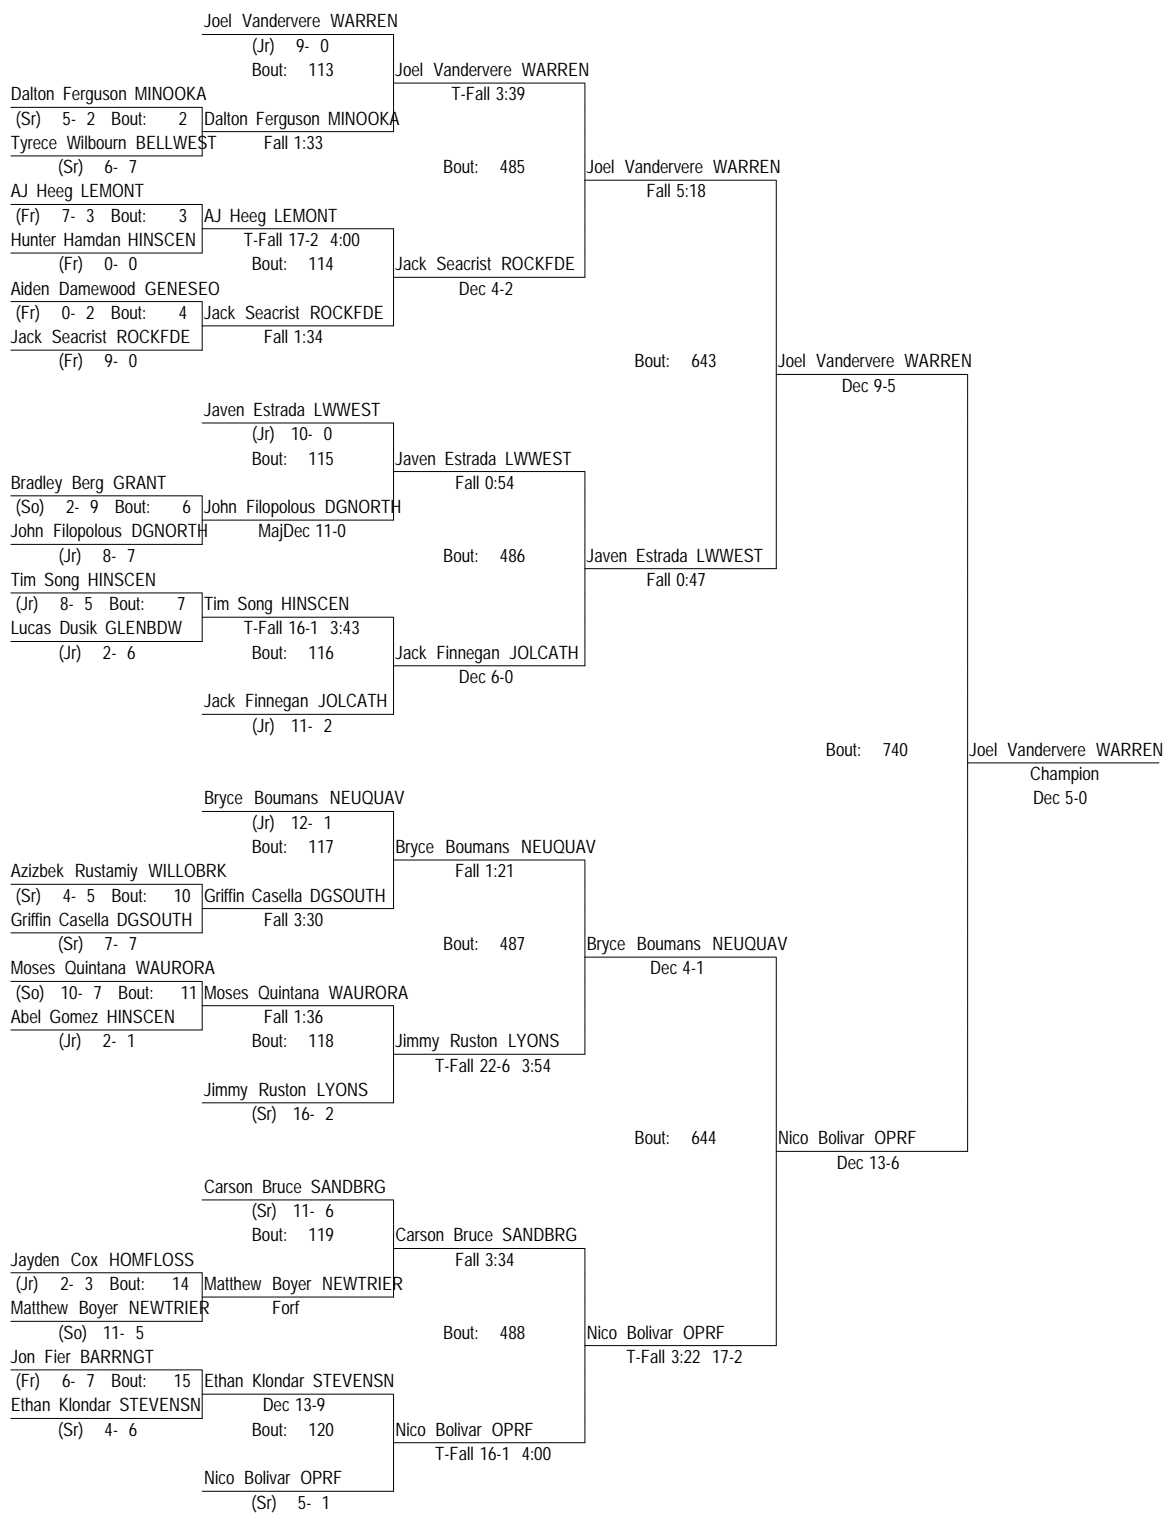 Joel Vandervere WARREN
(Jr) 9- 0
Bout: 113 Joel Vandervere WARREN
Dalton Ferguson MINOOKA T-Fall 3:39
(Sr) 5- 2 Bout: 2 Dalton Ferguson MINOOKA
Tyrece Wilbourn BELLWEST Fall 1:33
(Sr) 6- 7 Bout: 485 Joel Vandervere WARREN
AJ Heeg LEMONT Fall 5:18
(Fr) 7- 3 Bout: 3 AJ Heeg LEMONT
Hunter Hamdan HINSCEN T-Fall 17-2 4:00
(Fr) 0- 0 Bout: 114 Jack Seacrist ROCKFDE
Aiden Damewood GENESEO Dec 4-2
(Fr) 0- 2 Bout: 4 Jack Seacrist ROCKFDE
Jack Seacrist ROCKFDE Fall 1:34
(Fr) 9- 0 Bout: 643 Joel Vandervere WARREN
Dec 9-5
Javen Estrada LWWEST
(Jr) 10- 0
Bout: 115 Javen Estrada LWWEST
Bradley Berg GRANT Fall 0:54
(So) 2- 9 Bout: 6 John Filopolous DGNORTH
John Filopolous DGNORTH MajDec 11-0
(Jr) 8- 7 Bout: 486 Javen Estrada LWWEST
Tim Song HINSCEN Fall 0:47
(Jr) 8- 5 Bout: 7 Tim Song HINSCEN
Lucas Dusik GLENBDW T-Fall 16-1 3:43
(Jr) 2- 6 Bout: 116 Jack Finnegan JOLCATH
Dec 6-0
Jack Finnegan JOLCATH
(Jr) 11- 2
Bout: 740 Joel Vandervere WARREN
Champion
Bryce Boumans NEUQUAV Dec 5-0
(Jr) 12- 1
Bout: 117 Bryce Boumans NEUQUAV
Azizbek Rustamiy WILLOBRK Fall 1:21
(Sr) 4- 5 Bout: 10 Griffin Casella DGSOUTH
Griffin Casella DGSOUTH Fall 3:30
(Sr) 7- 7 Bout: 487 Bryce Boumans NEUQUAV
Moses Quintana WAURORA Dec 4-1
(So) 10- 7 Bout: 11 Moses Quintana WAURORA
Abel Gomez HINSCEN Fall 1:36
(Jr) 2- 1 Bout: 118 Jimmy Ruston LYONS
T-Fall 22-6 3:54
Jimmy Ruston LYONS
(Sr) 16- 2
Bout: 644 Nico Bolivar OPRF
Dec 13-6
Carson Bruce SANDBRG
(Sr) 11- 6
Bout: 119 Carson Bruce SANDBRG
Jayden Cox HOMFLOSS Fall 3:34
(Jr) 2- 3 Bout: 14 Matthew Boyer NEWTRIER
Matthew Boyer NEWTRIER Forf
(So) 11- 5 Bout: 488 Nico Bolivar OPRF
Jon Fier BARRNGT T-Fall 3:22 17-2
(Fr) 6- 7 Bout: 15 Ethan Klondar STEVENSN
Ethan Klondar STEVENSN Dec 13-9
(Sr) 4- 6 Bout: 120 Nico Bolivar OPRF
T-Fall 16-1 4:00
Nico Bolivar OPRF
(Sr) 5- 1